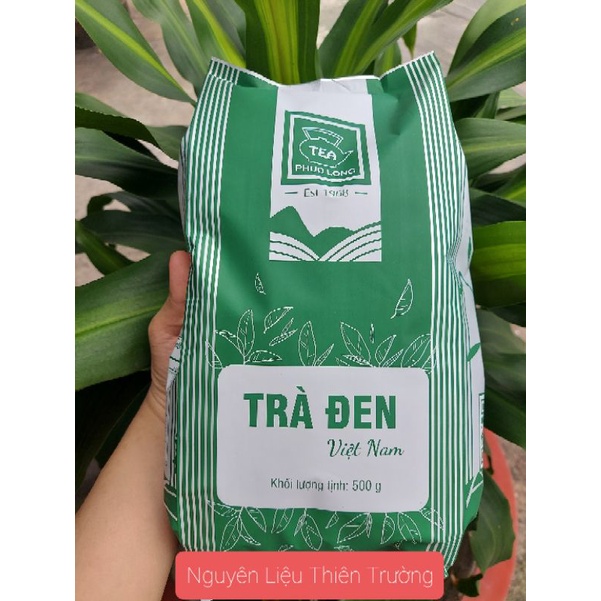 TEA
PHUC LONG
Est. 1968
TRÀ ĐEN
Việt Nam
Khối lượng tịnh: 500 g
Nguyên Liệu Thiên Trường